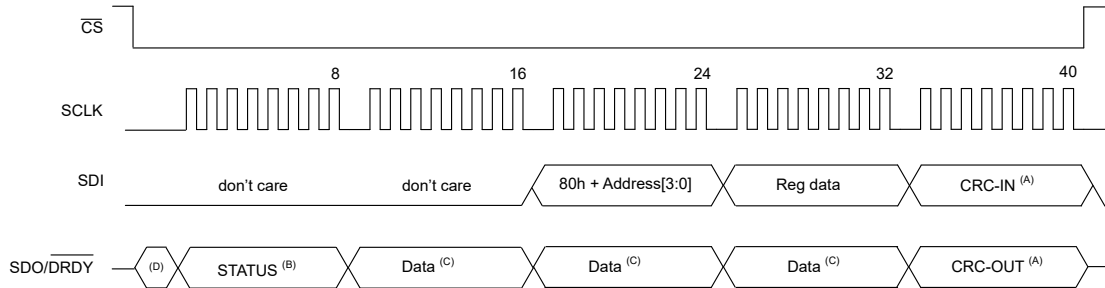 CS
8 16 24 32 40
SCLK
SDI don't care don't care 80h + Address[3:0] Reg data CRC-IN (A)
SDO/DRDY (D) STATUS (B) Data (C) Data (C) Data (C) CRC-OUT (A)